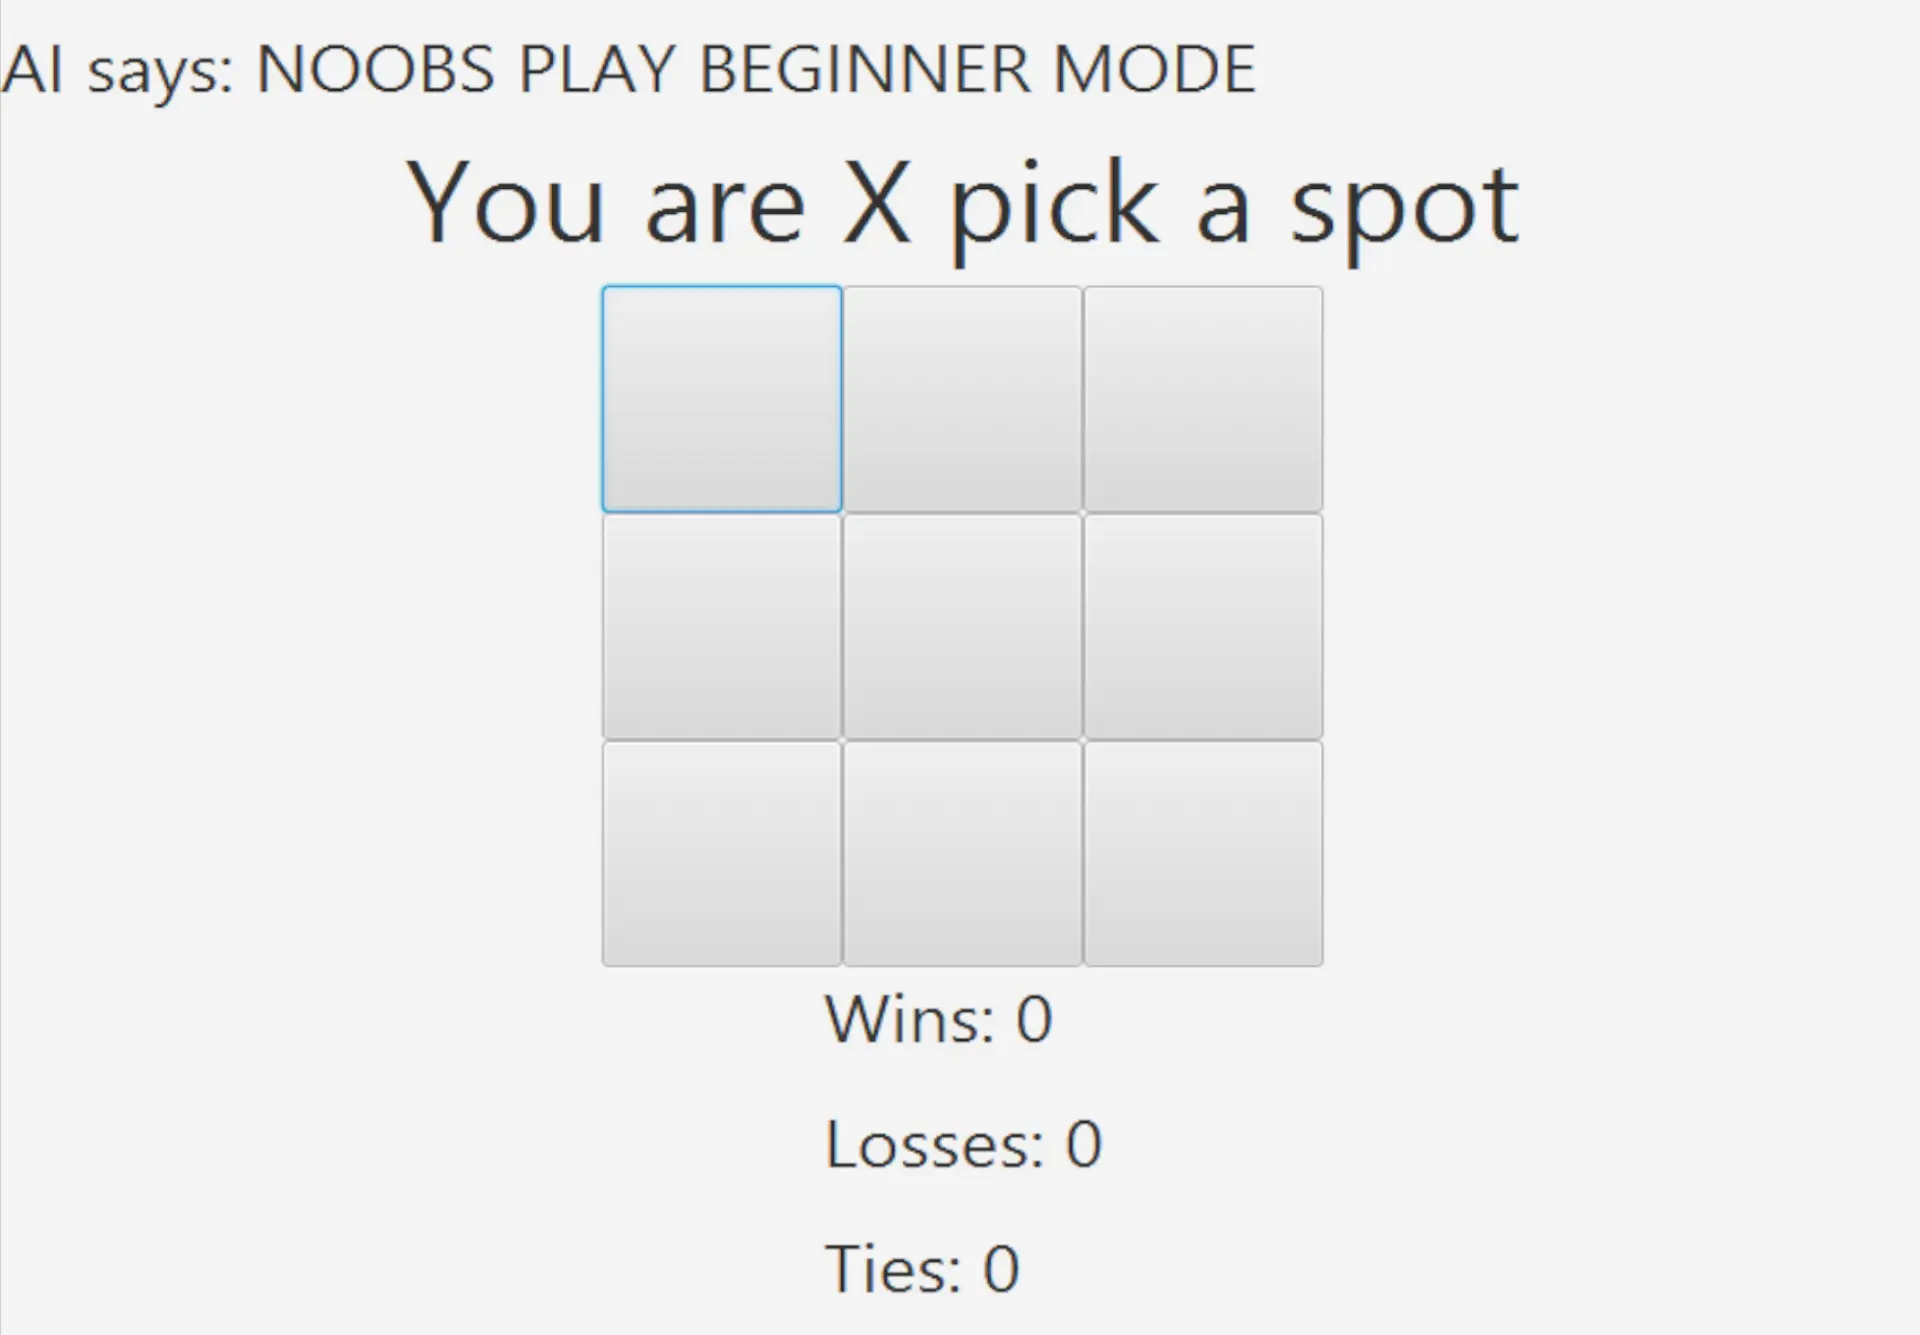 AI says: NOOBS PLAY BEGINNER MODE
You are X pick a spot
Wins: 0
Losses: 0
Ties: 0